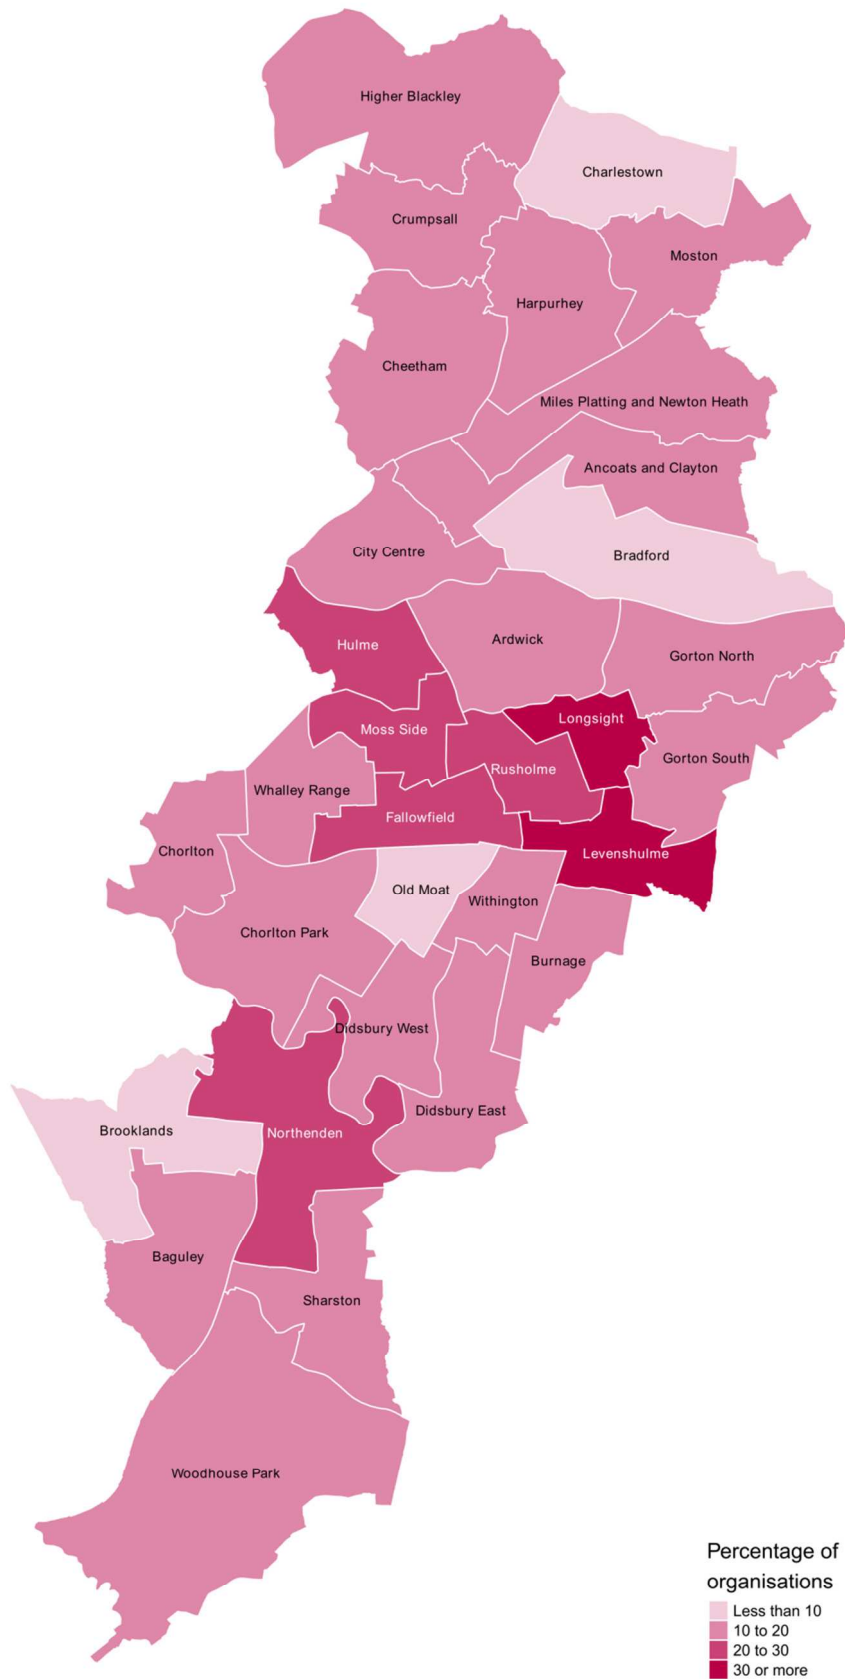 Higher Blackley
Charlestown
Crumpsall
Moston
Harpurhey
Cheetham
Miles Platting and Newton Heath
Ancoats and Clayton
City Centre
Bradford
Hulme
Ardwick
Gorton North
Longsight
Moss Side
Gorton South
Rusholme
Whalley Range
Fallowfield
Chorlton
Levenshulme
Old Moat
Withington
Chorlton Park
Burnage
Didsbury West
Didsbury East
Brooklands
Northenden
Baguley
Sharston
Woodhouse Park
Percentage of
organisations
Less than 10
10 to 20
20 to 30
30 or more